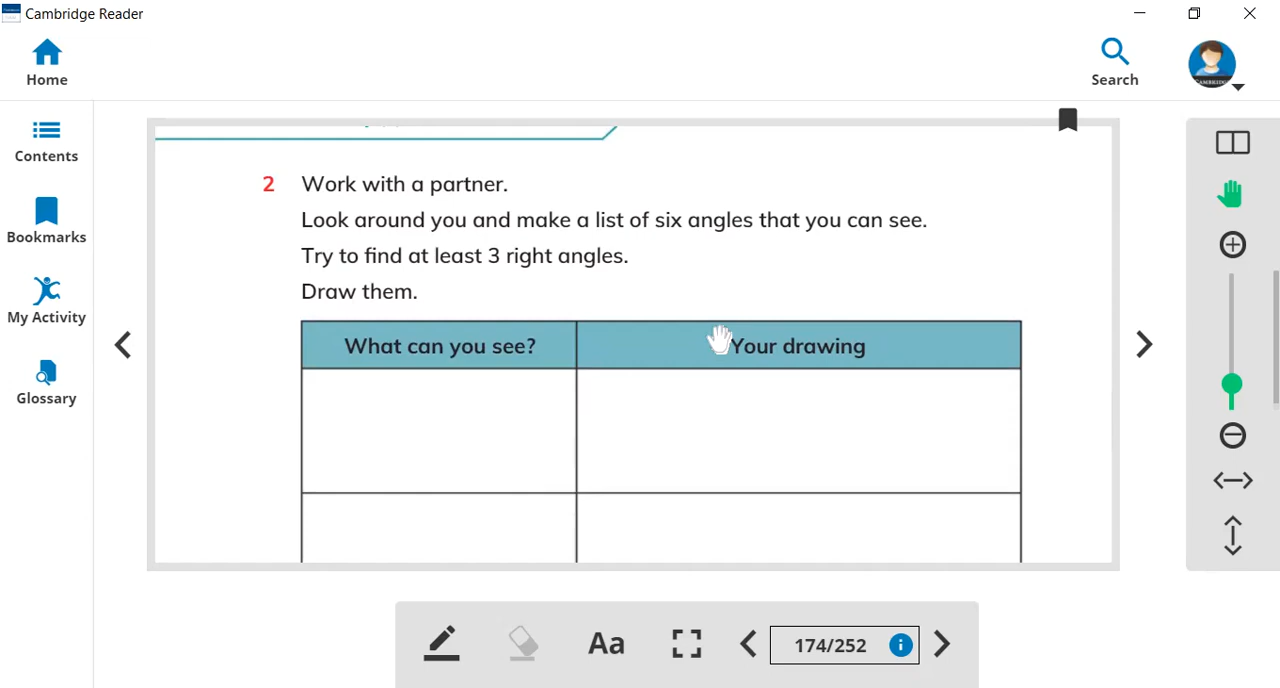 Cambridge Reader
Home
Search
Contents
Bookmarks
My Activity
Glossary
2 Work with a partner.
Look around you and make a list of six angles that you can see.
Try to find at least 3 right angles.
Draw them.
What can you see? Your drawing
Aa
174/252
i